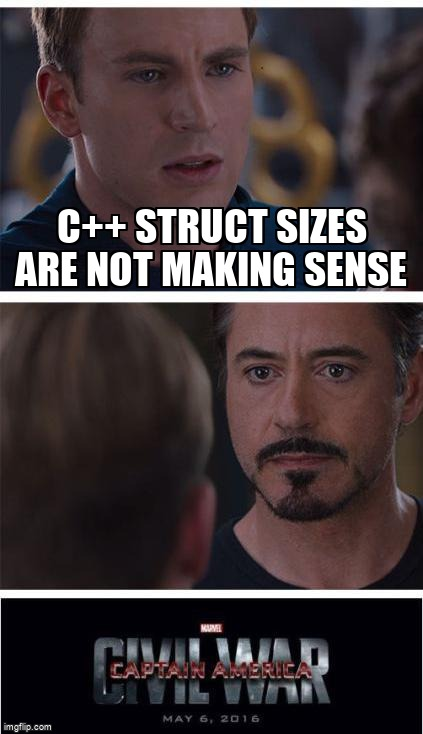 C++ STRUCT SIZES
ARE NOT MAKING SENSE
MARVEL
CIVIL WAR
CAPTAIN AMERICA
MAY 6, 2016
imgflip.com